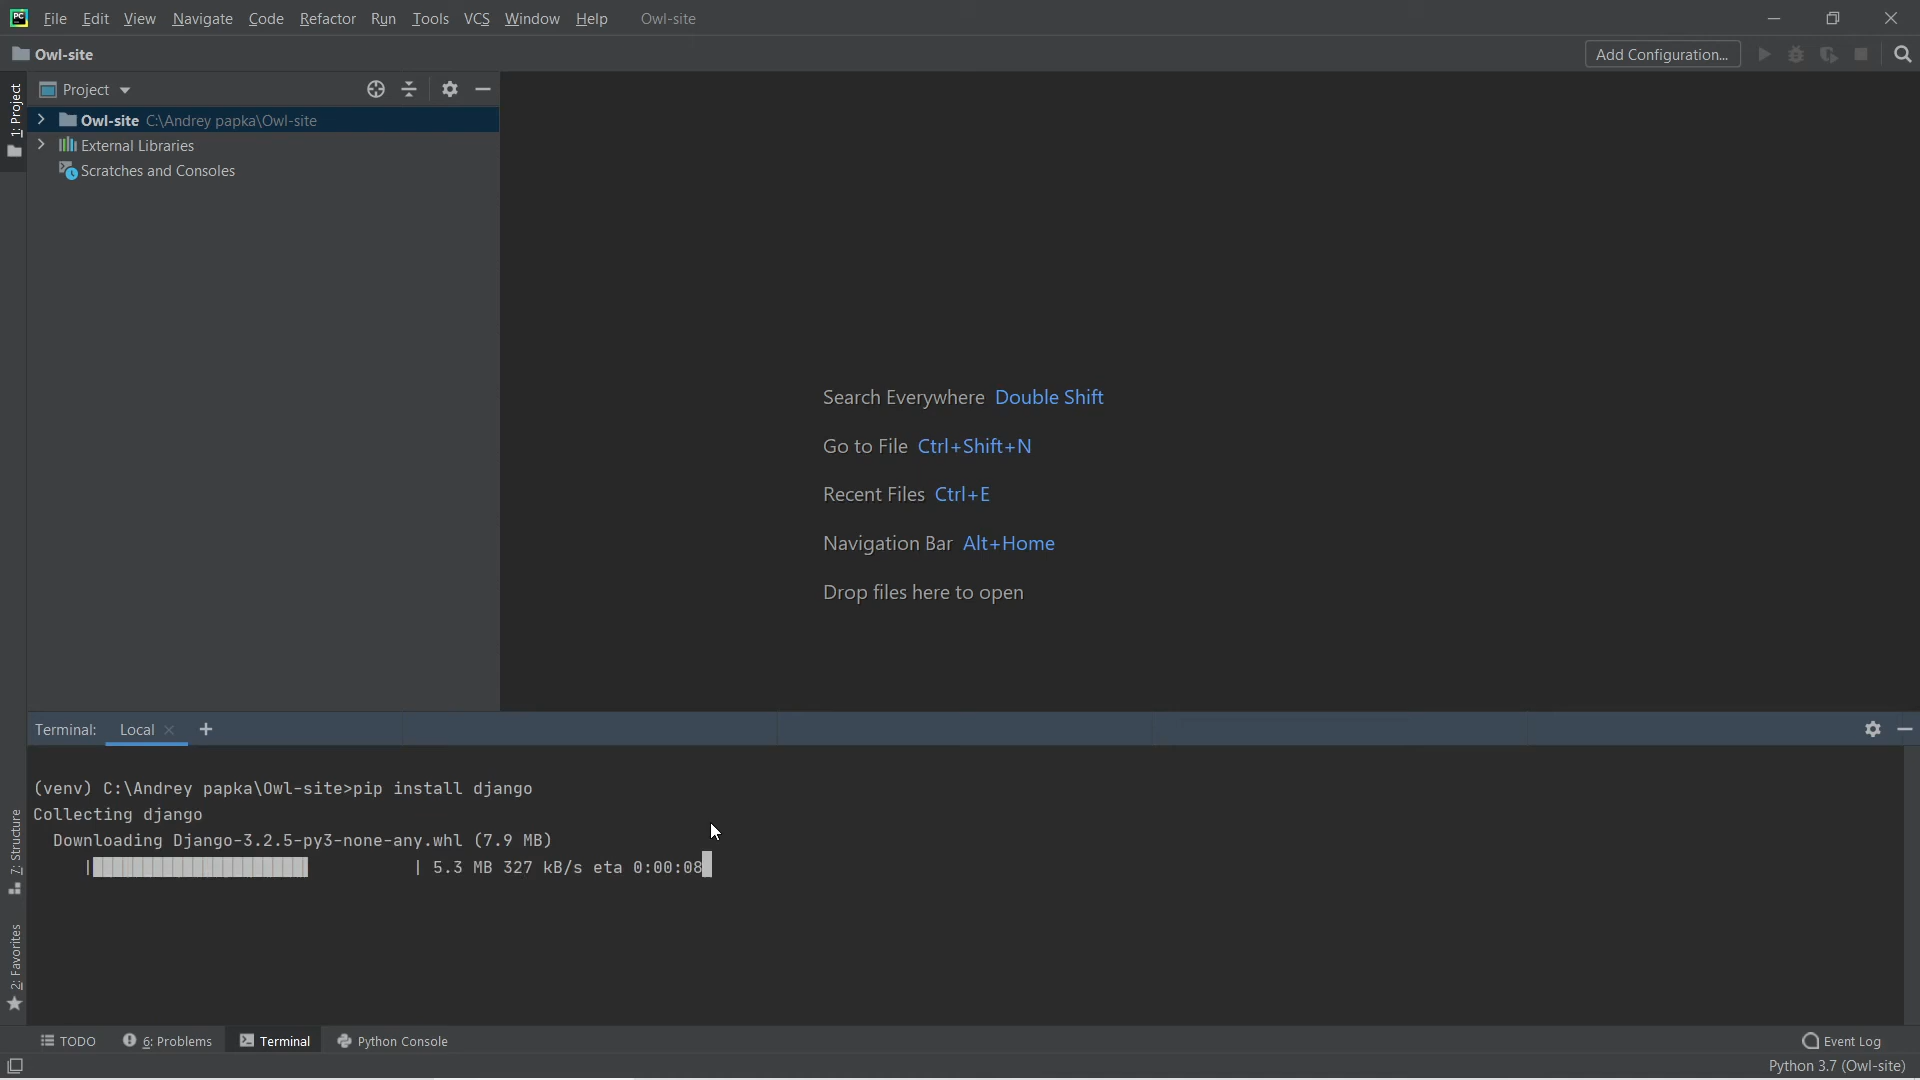 File Edit View Navigate Code Refactor Run Tools VCS Window Help Owl-site
Owl-site
Add Configuration...
1: Project
Project
Owl-site C:\Andrey papka\Owl-site
External Libraries
Scratches and Consoles
Search Everywhere Double Shift
Go to File Ctrl+Shift+N
Recent Files Ctrl+E
Navigation Bar Alt+Home
Drop files here to open
Terminal: Local
(venv) C:\Andrey papka\Owl-site>pip install django
Collecting django
Downloading Django-3.2.5-py3-none-any.whl (7.9 MB)
| | 5.3 MB 327 kB/s eta 0:00:08
7: Structure
2: Favorites
TODO 6: Problems Terminal Python Console
Event Log
Python 3.7 (Owl-site)